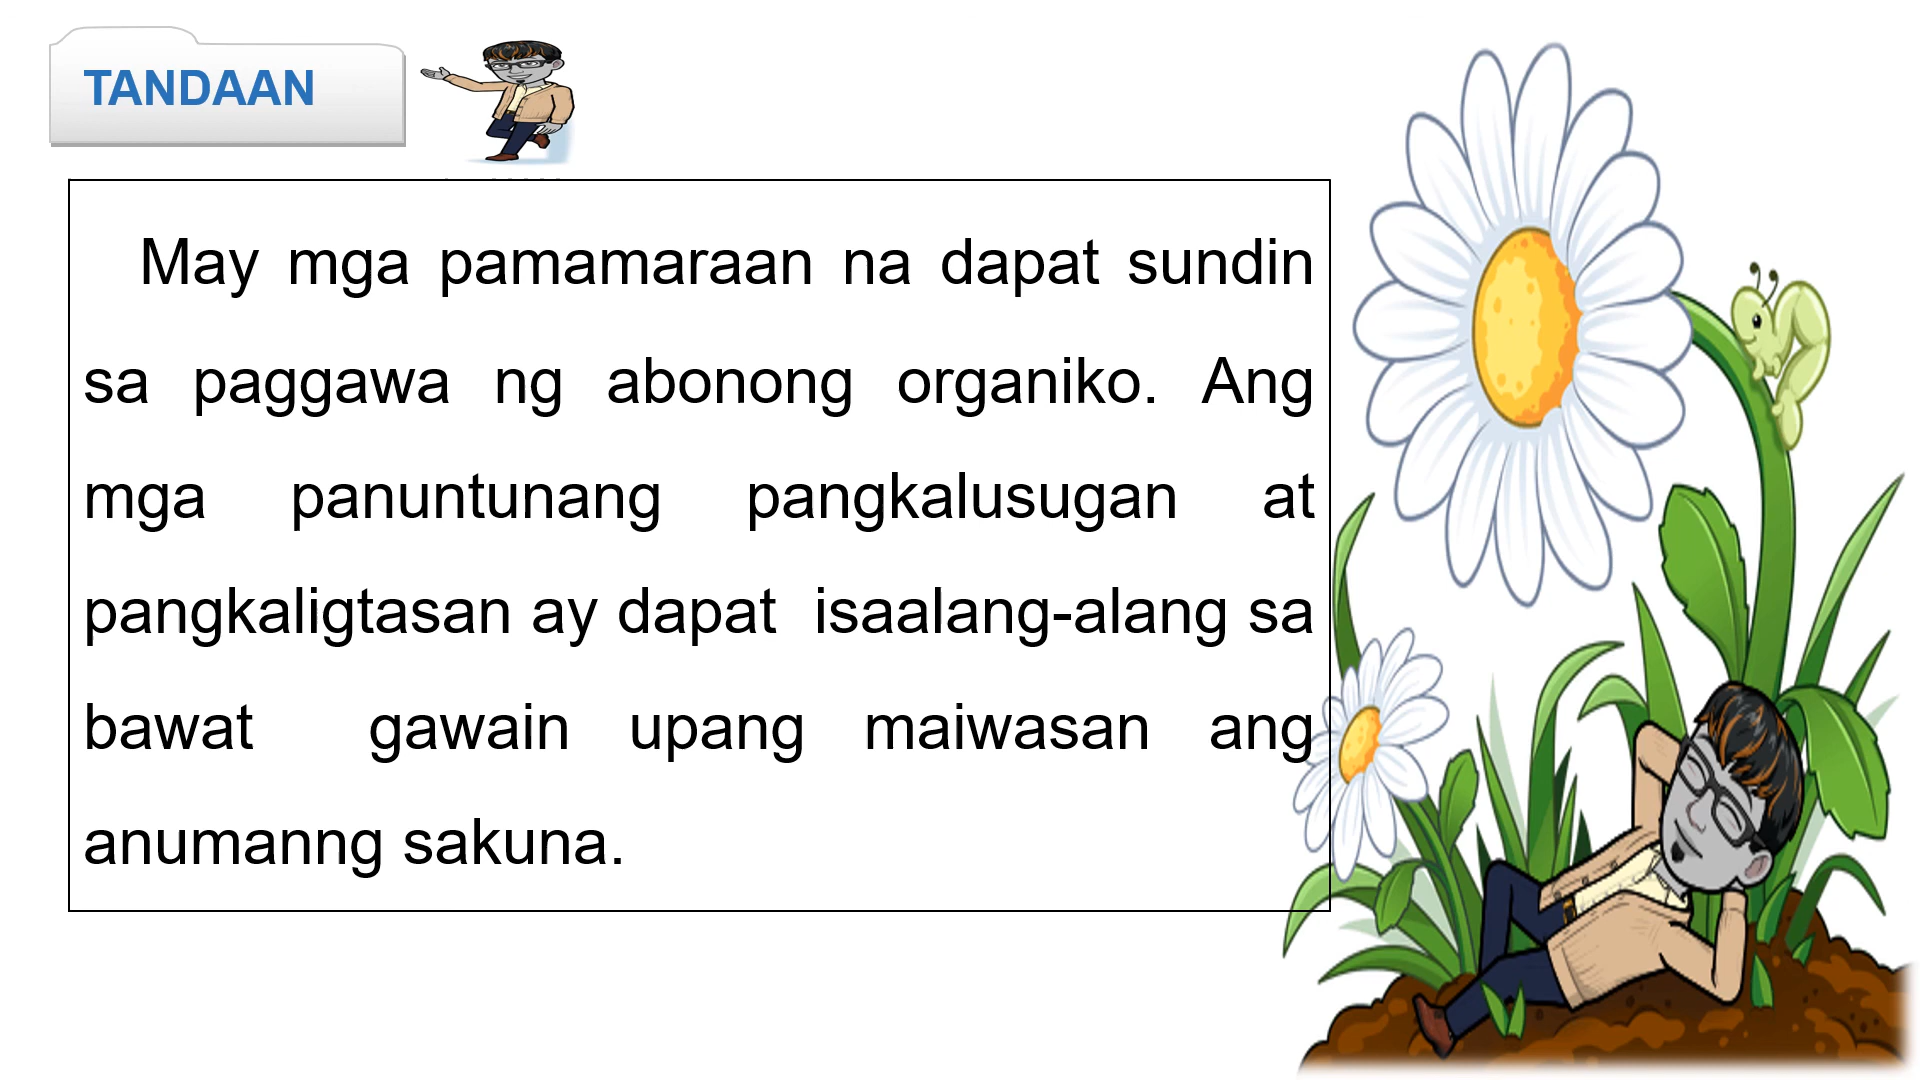 TANDAAN
May mga pamamaraan na dapat sundin
sa paggawa ng abonong organiko. Ang
mga panuntunang pangkalusugan at
pangkaligtasan ay dapat isaalang-alang sa
bawat gawain upang maiwasan ang
anumanng sakuna.